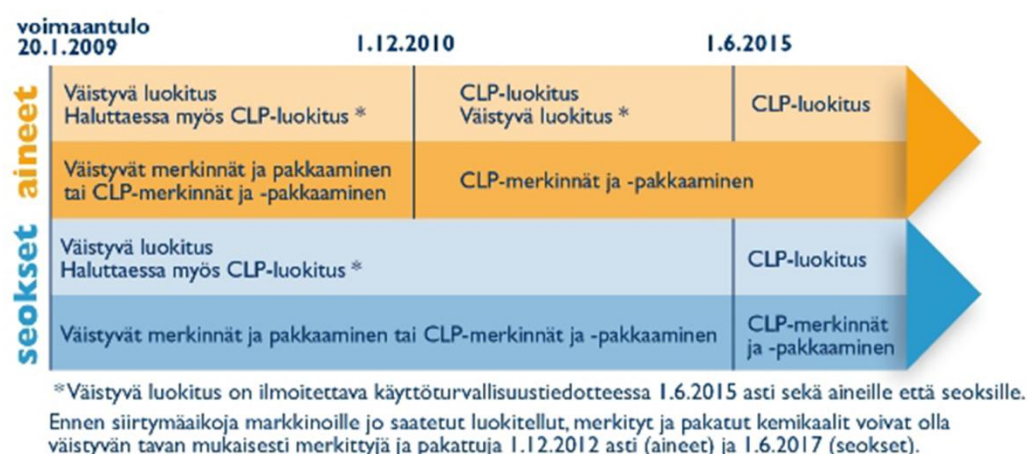 voimaantulo
20.1.2009
1.12.2010
1.6.2015
aineet
Väistyvä luokitus
Haluttaessa myös CLP-luokitus *
CLP-luokitus
Väistyvä luokitus *
CLP-luokitus
Väistyvät merkinnät ja pakkaaminen
tai CLP-merkinnät ja -pakkaaminen
CLP-merkinnät ja -pakkaaminen
seokset
Väistyvä luokitus
Haluttaessa myös CLP-luokitus *
CLP-luokitus
Väistyvät merkinnät ja pakkaaminen tai CLP-merkinnät ja -pakkaaminen
CLP-merkinnät
ja -pakkaaminen
*Väistyvä luokitus on ilmoitettava käyttöturvallisuustiedotteessa 1.6.2015 asti sekä aineille että seoksille.
Ennen siirtymäaikoja markkinoille jo saatetut luokitellut, merkityt ja pakatut kemikaalit voivat olla
väistyvän tavan mukaisesti merkittyjä ja pakattuja 1.12.2012 asti (aineet) ja 1.6.2017 (seokset).